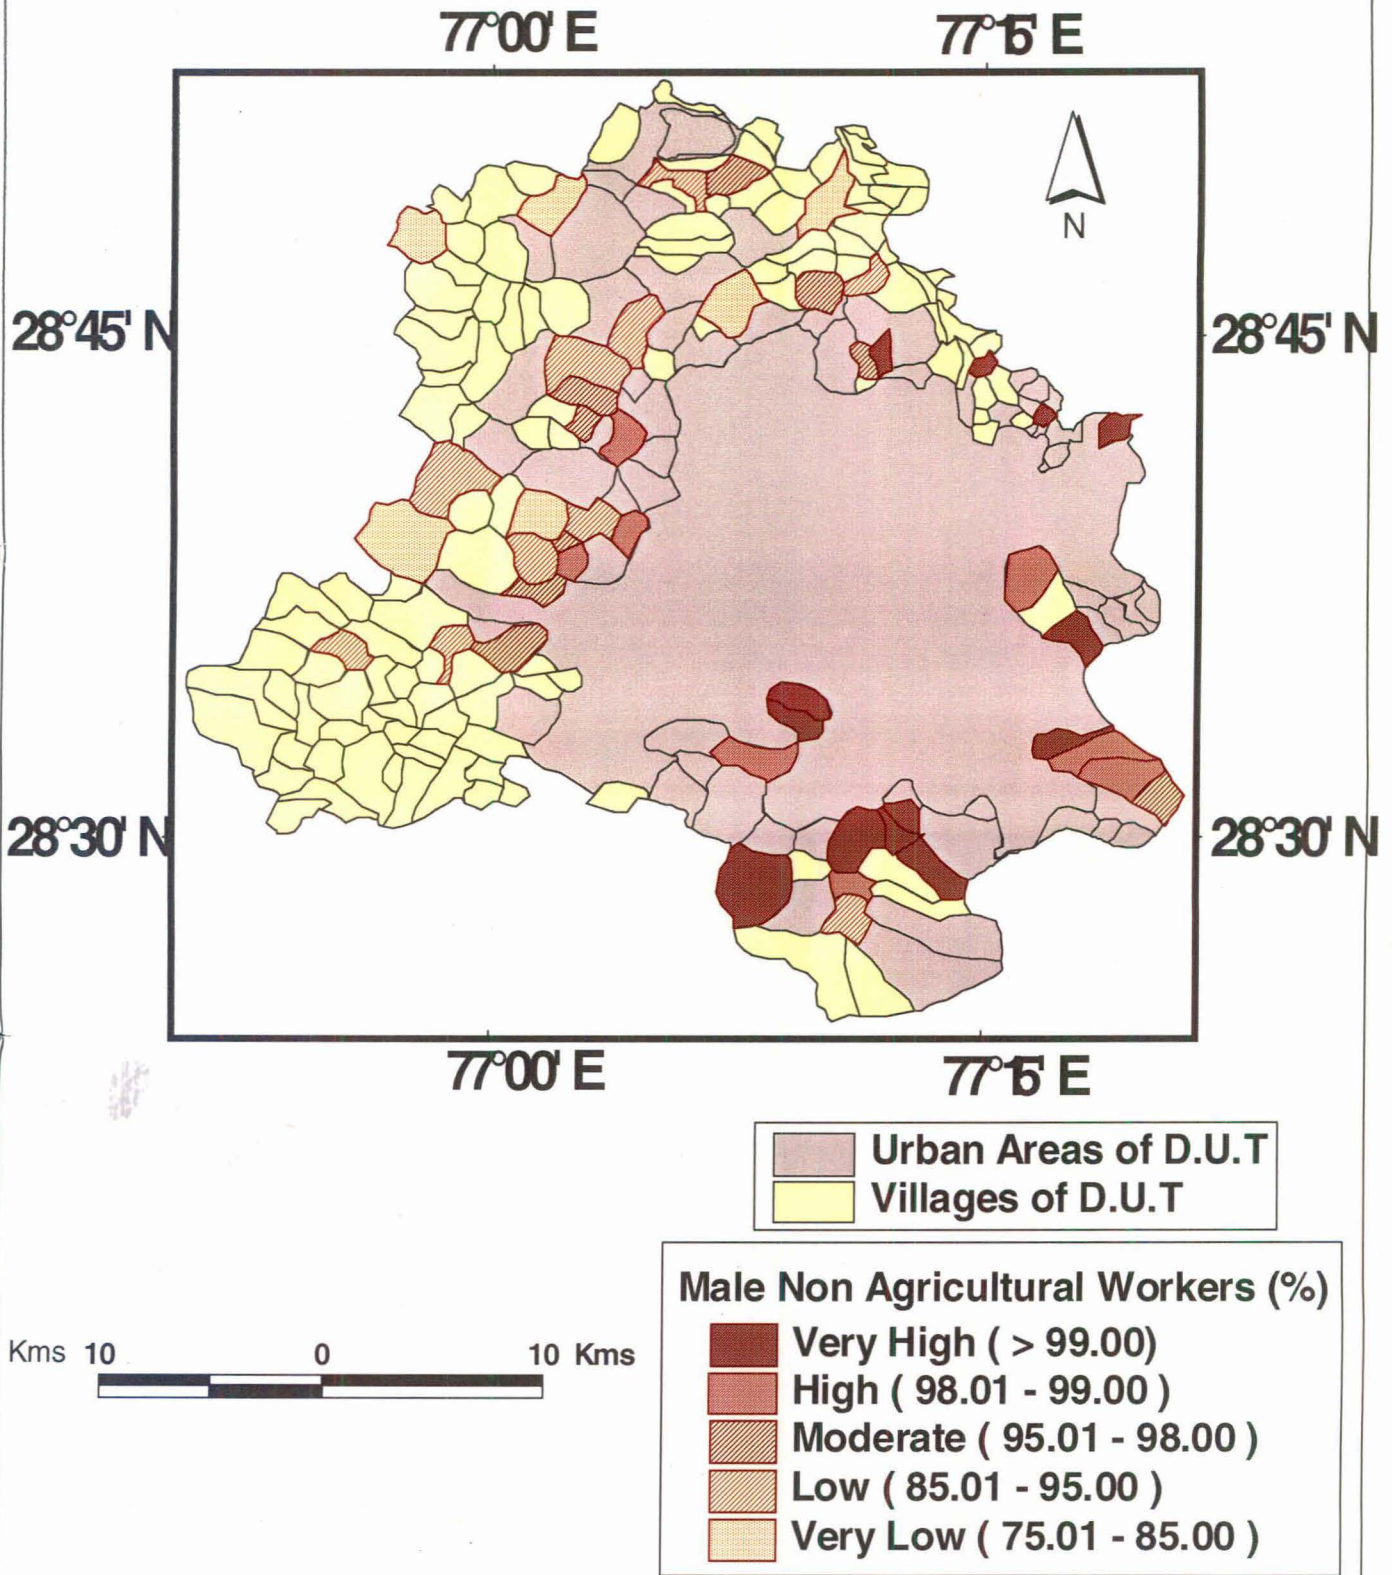 77°00' E 77°15' E
N
28°45' N 28°45' N
28°30' N 28°30' N
77°00' E 77°15' E
Urban Areas of D.U.T
Villages of D.U.T
Male Non Agricultural Workers (%)
Very High ( > 99.00)
High ( 98.01 - 99.00 )
Moderate ( 95.01 - 98.00 )
Low ( 85.01 - 95.00 )
Very Low ( 75.01 - 85.00 )
Kms 10 0 10 Kms